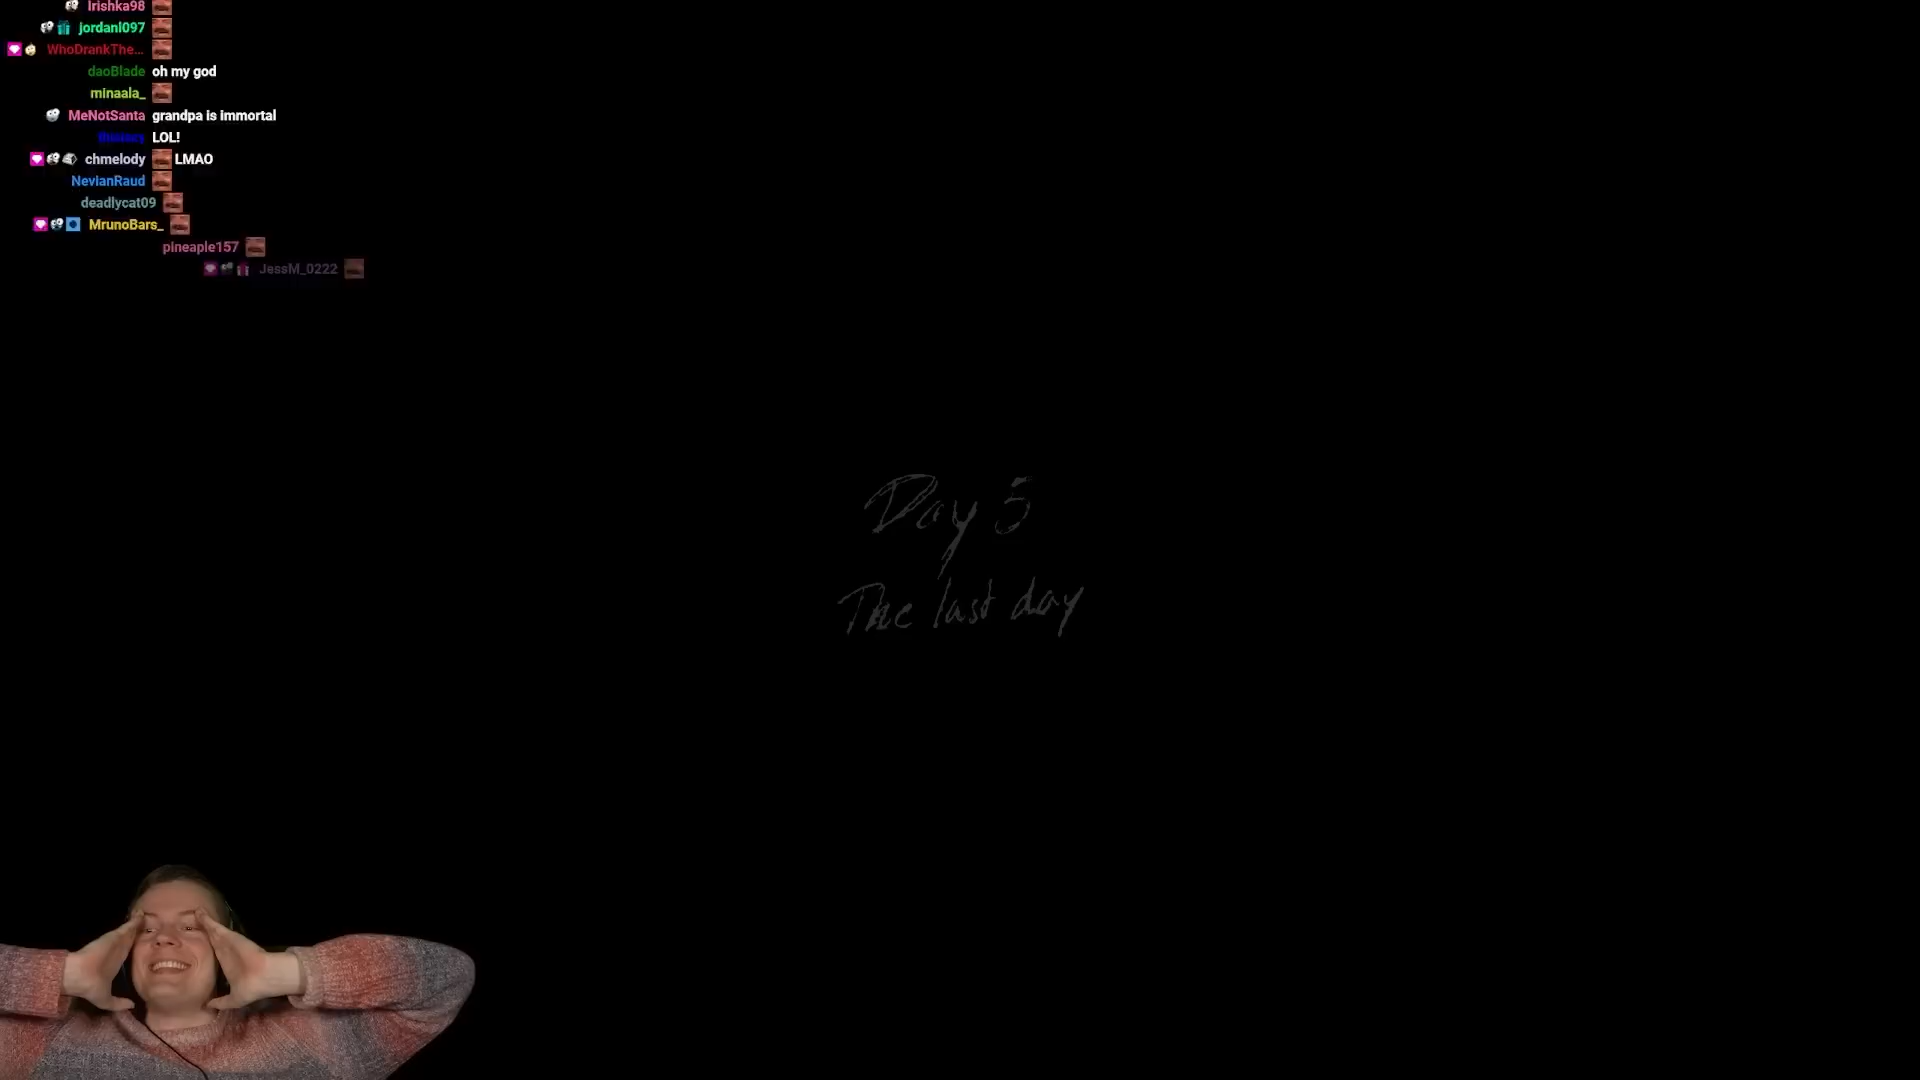 Irishka98
jordanl097
WhoDrankThe...
daoBlade oh my god
minaala_
MeNotSanta grandpa is immortal
LOL!
chmelody LMAO
NevianRaud
deadlycat09
MrunoBars_
pineaple157
JessM_0222
Day 5
The last day